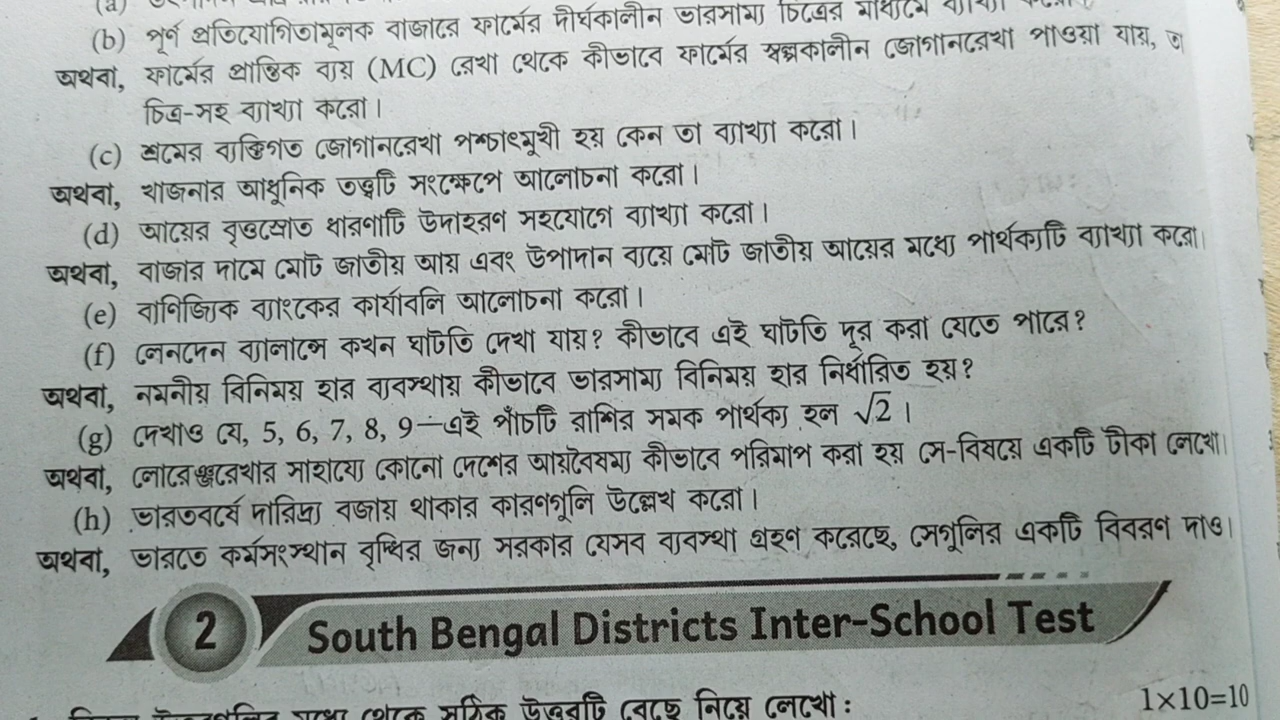 (b) পূর্ণ প্রতিযোগিতামূলক বাজারে ফার্মের দীর্ঘকালীন ভারসাম্য চিত্রের মাধ্যমে ব্যাখ্যা করো।
অথবা, ফার্মের প্রান্তিক ব্যয় (MC) রেখা থেকে কীভাবে ফার্মের স্বল্পকালীন জোগানরেখা পাওয়া যায়, তা
চিত্র-সহ ব্যাখ্যা করো।
(c) শ্রমের ব্যক্তিগত জোগানরেখা পশ্চাৎমুখী হয় কেন তা ব্যাখ্যা করো।
অথবা, খাজনার আধুনিক তত্ত্বটি সংক্ষেপে আলোচনা করো।
(d) আয়ের বৃত্তস্রোত ধারণাটি উদাহরণ সহযোগে ব্যাখ্যা করো।
অথবা, বাজার দামে মোট জাতীয় আয় এবং উপাদান ব্যয়ে মোট জাতীয় আয়ের মধ্যে পার্থক্যটি ব্যাখ্যা করো।
(e) বাণিজ্যিক ব্যাংকের কার্যাবলি আলোচনা করো।
(f) লেনদেন ব্যালান্সে কখন ঘাটতি দেখা যায়? কীভাবে এই ঘাটতি দূর করা যেতে পারে?
অথবা, নমনীয় বিনিময় হার ব্যবস্থায় কীভাবে ভারসাম্য বিনিময় হার নির্ধারিত হয়?
(g) দেখাও যে, 5, 6, 7, 8, 9—এই পাঁচটি রাশির সমক পার্থক্য হল √2।
অথবা, লোরেঞ্জরেখার সাহায্যে কোনো দেশের আয়বৈষম্য কীভাবে পরিমাপ করা হয় সে-বিষয়ে একটি টীকা লেখো।
(h) ভারতবর্ষে দারিদ্র্য বজায় থাকার কারণগুলি উল্লেখ করো।
অথবা, ভারতে কর্মসংস্থান বৃদ্ধির জন্য সরকার যেসব ব্যবস্থা গ্রহণ করেছে, সেগুলির একটি বিবরণ দাও।
2 South Bengal Districts Inter-School Test
মধ্য থেকে সঠিক উত্তরটি বেছে নিয়ে লেখো : 1×10=10